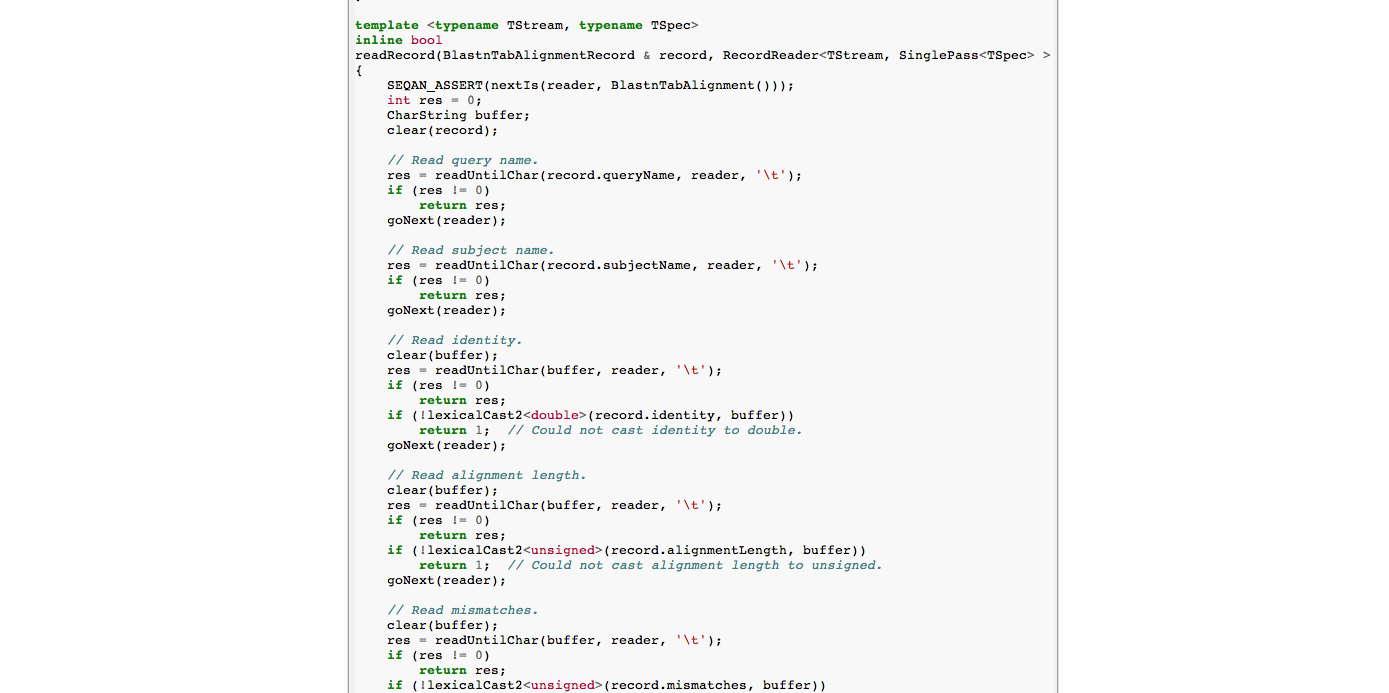 template <typename TStream, typename TSpec>
inline bool
readRecord(BlastnTabAlignmentRecord & record, RecordReader<TStream, SinglePass<TSpec> >
{
    SEQAN_ASSERT(nextIs(reader, BlastnTabAlignment()));
    int res = 0;
    CharString buffer;
    clear(record);

    // Read query name.
    res = readUntilChar(record.queryName, reader, '\t');
    if (res != 0)
        return res;
    goNext(reader);

    // Read subject name.
    res = readUntilChar(record.subjectName, reader, '\t');
    if (res != 0)
        return res;
    goNext(reader);

    // Read identity.
    clear(buffer);
    res = readUntilChar(buffer, reader, '\t');
    if (res != 0)
        return res;
    if (!lexicalCast2<double>(record.identity, buffer))
        return 1;  // Could not cast identity to double.
    goNext(reader);

    // Read alignment length.
    clear(buffer);
    res = readUntilChar(buffer, reader, '\t');
    if (res != 0)
        return res;
    if (!lexicalCast2<unsigned>(record.alignmentLength, buffer))
        return 1;  // Could not cast alignment length to unsigned.
    goNext(reader);

    // Read mismatches.
    clear(buffer);
    res = readUntilChar(buffer, reader, '\t');
    if (res != 0)
        return res;
    if (!lexicalCast2<unsigned>(record.mismatches, buffer))